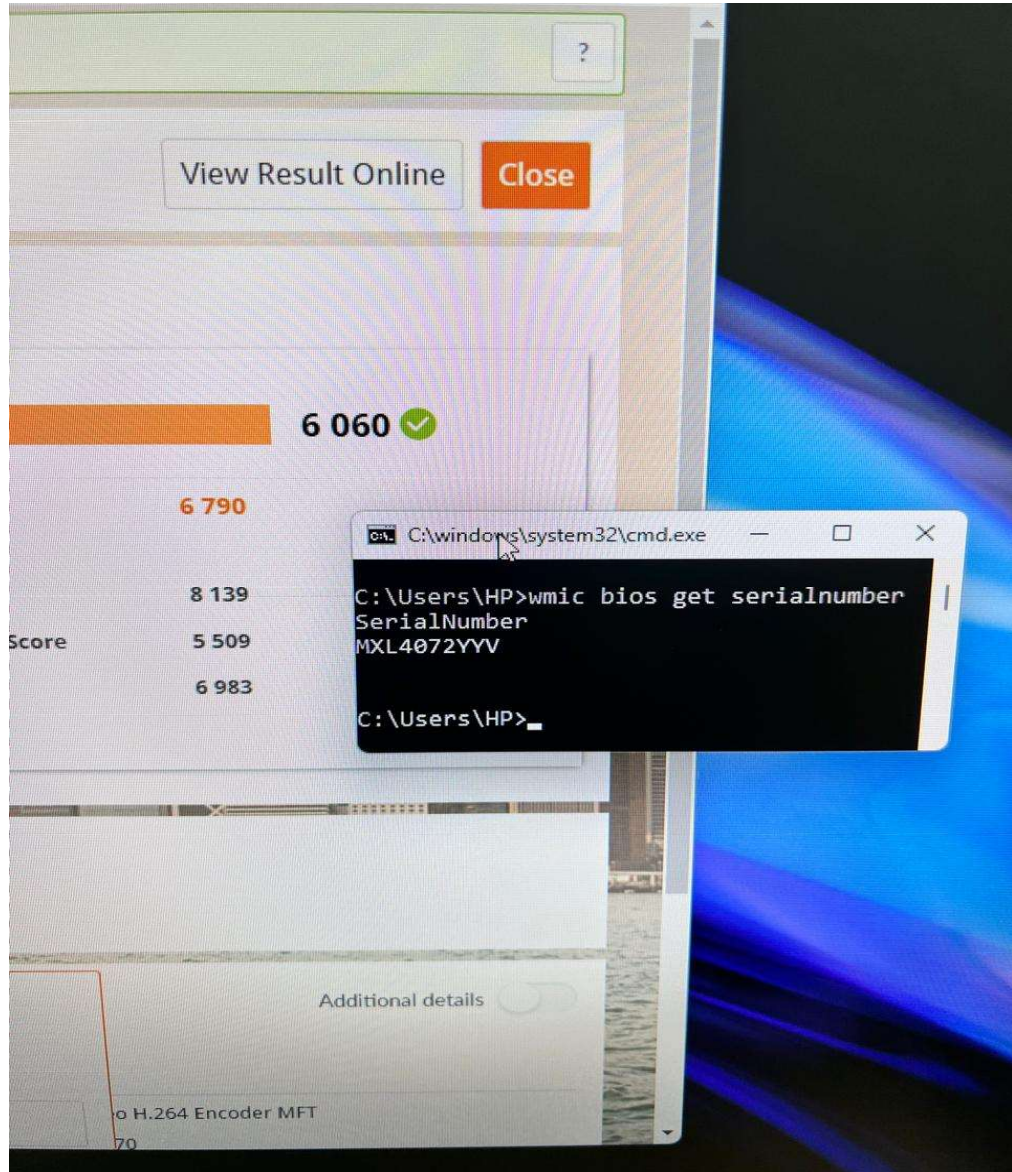 ?
View Result Online
Close
6 060
6 790
8 139
Score
5 509
6 983
C:\windows\system32\cmd.exe
C:\Users\HP>wmic bios get serialnumber
SerialNumber
MXL4072YYV
C:\Users\HP>_
Additional details
o H.264 Encoder MFT
70